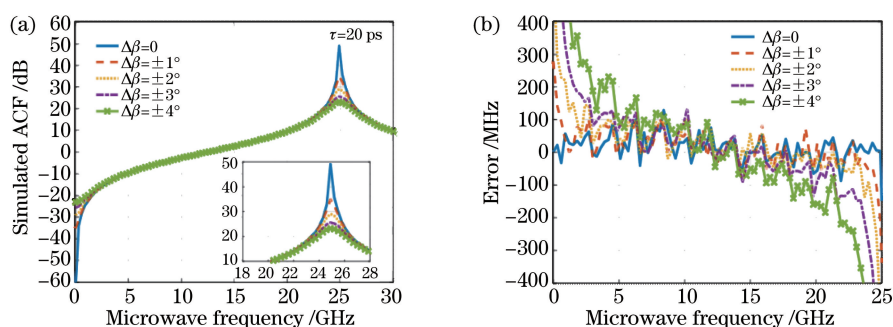 (a)
60
50
40
30
20
10
0
−10
−20
−30
−40
−50
−60
Simulated ACF /dB
τ=20 ps
Δβ=0
Δβ=±1°
Δβ=±2°
Δβ=±3°
Δβ=±4°
50
40
30
20
10
18 20 22 24 26 28
0 5 10 15 20 25 30
Microwave frequency /GHz
(b)
400
300
200
100
0
−100
−200
−300
−400
Error /MHz
Δβ=0
Δβ=±1°
Δβ=±2°
Δβ=±3°
Δβ=±4°
0 5 10 15 20 25
Microwave frequency /GHz